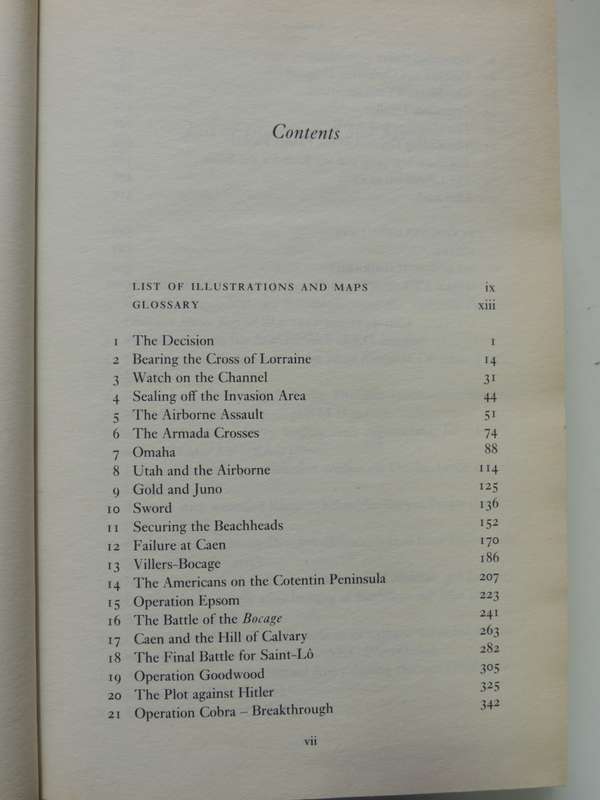 Contents
LIST OF ILLUSTRATIONS AND MAPS ix
GLOSSARY xiii
1 The Decision 1
2 Bearing the Cross of Lorraine 14
3 Watch on the Channel 31
4 Sealing off the Invasion Area 44
5 The Airborne Assault 51
6 The Armada Crosses 74
7 Omaha 88
8 Utah and the Airborne 114
9 Gold and Juno 125
10 Sword 136
11 Securing the Beachheads 152
12 Failure at Caen 170
13 Villers-Bocage 186
14 The Americans on the Cotentin Peninsula 207
15 Operation Epsom 223
16 The Battle of the Bocage 241
17 Caen and the Hill of Calvary 263
18 The Final Battle for Saint-Lô 282
19 Operation Goodwood 305
20 The Plot against Hitler 325
21 Operation Cobra – Breakthrough 342
vii